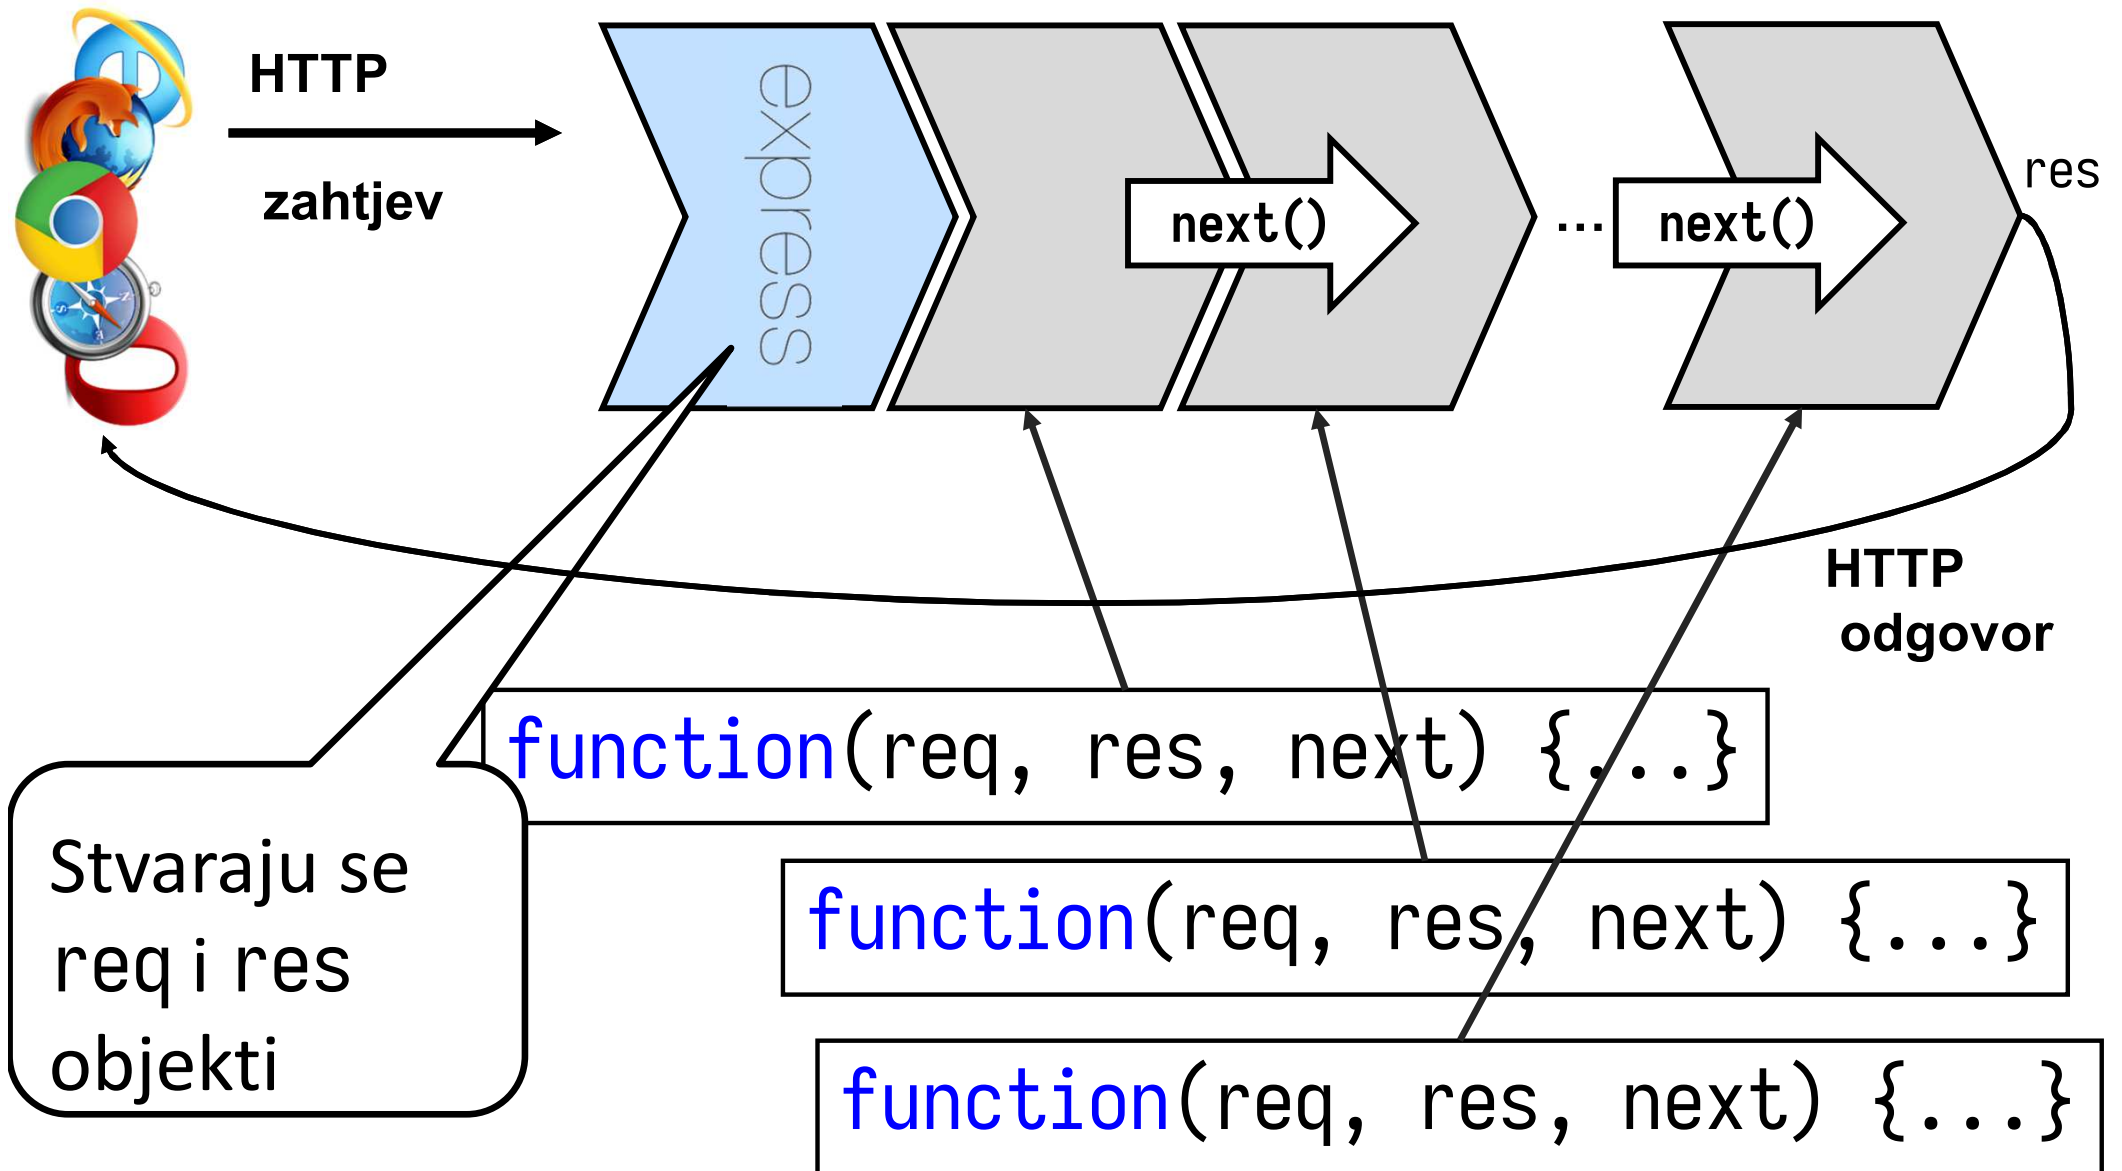 HTTP
zahtjev
express
next()
...
next()
res
HTTP
odgovor
function(req, res, next) {...}
function(req, res, next) {...}
function(req, res, next) {...}
Stvaraju se
req i res
objekti